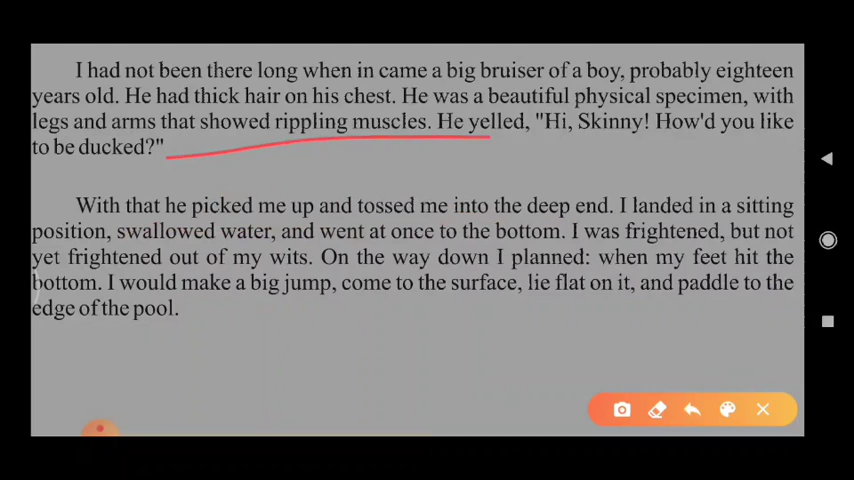 I had not been there long when in came a big bruiser of a boy, probably eighteen
years old. He had thick hair on his chest. He was a beautiful physical specimen, with
legs and arms that showed rippling muscles. He yelled, "Hi, Skinny! How'd you like
to be ducked?"
With that he picked me up and tossed me into the deep end. I landed in a sitting
position, swallowed water, and went at once to the bottom. I was frightened, but not
yet frightened out of my wits. On the way down I planned: when my feet hit the
bottom. I would make a big jump, come to the surface, lie flat on it, and paddle to the
edge of the pool.